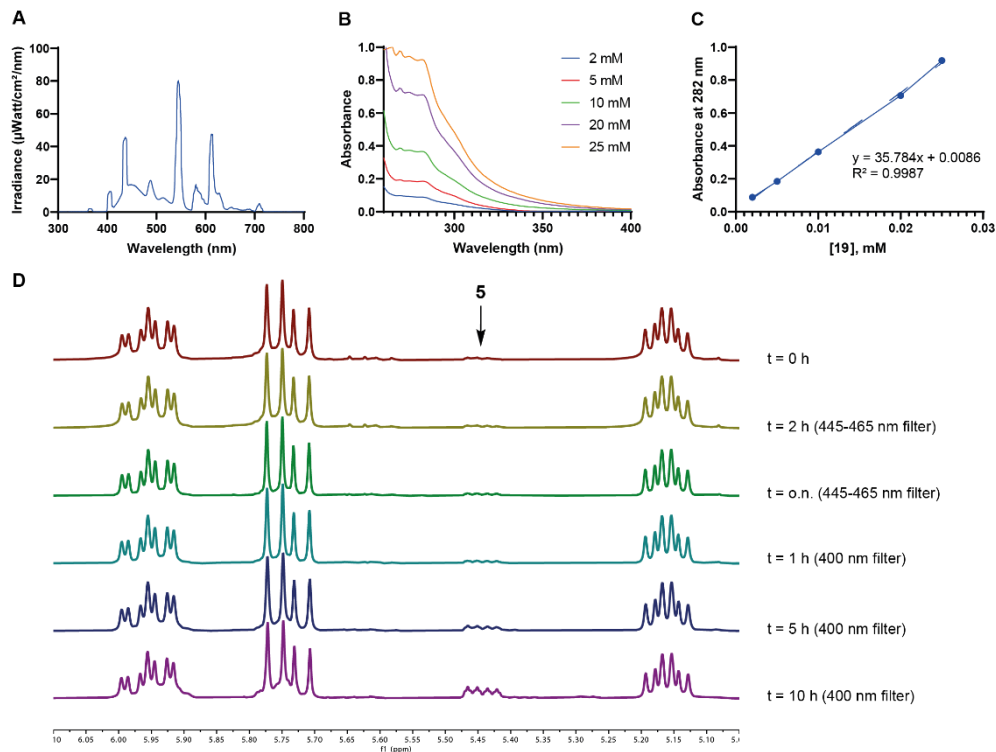 A
Irradiance (µWatt/cm²/nm)
100
80
60
40
20
0
300 400 500 600 700 800
Wavelength (nm)
B
Absorbance
1.0
0.8
0.6
0.4
0.2
0.0
300 350 400
Wavelength (nm)
2 mM
5 mM
10 mM
20 mM
25 mM
C
Absorbance at 282 nm
1.0
0.8
0.6
0.4
0.2
0.0
0.00 0.01 0.02 0.03
[19], mM
y = 35.784x + 0.0086
R² = 0.9987
D
5
t = 0 h
t = 2 h (445-465 nm filter)
t = o.n. (445-465 nm filter)
t = 1 h (400 nm filter)
t = 5 h (400 nm filter)
t = 10 h (400 nm filter)
10 6.05 6.00 5.95 5.90 5.85 5.80 5.75 5.70 5.65 5.60 5.55 5.50 5.45 5.40 5.35 5.30 5.25 5.20 5.15 5.10 5.05 5.0
f1 (ppm)